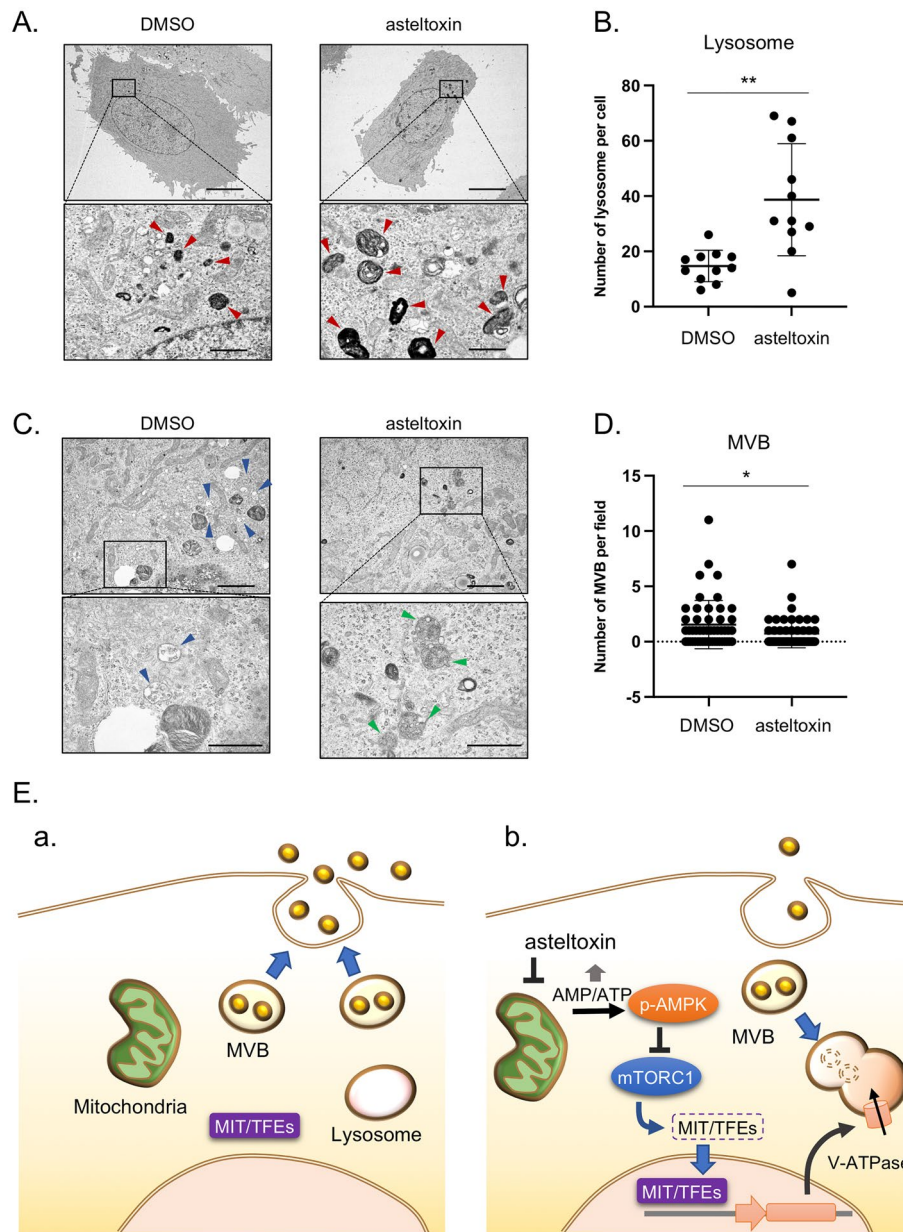 A.
DMSO
asteltoxin
B.
Lysosome
**
Number of lysosome per cell
80
60
40
20
0
DMSO
asteltoxin
C.
DMSO
asteltoxin
D.
MVB
*
Number of MVB per field
15
10
5
0
-5
DMSO
asteltoxin
E.
a.
MVB
Mitochondria
MIT/TFEs
Lysosome
b.
asteltoxin
AMP/ATP
p-AMPK
MVB
mTORC1
MIT/TFEs
V-ATPase
MIT/TFEs